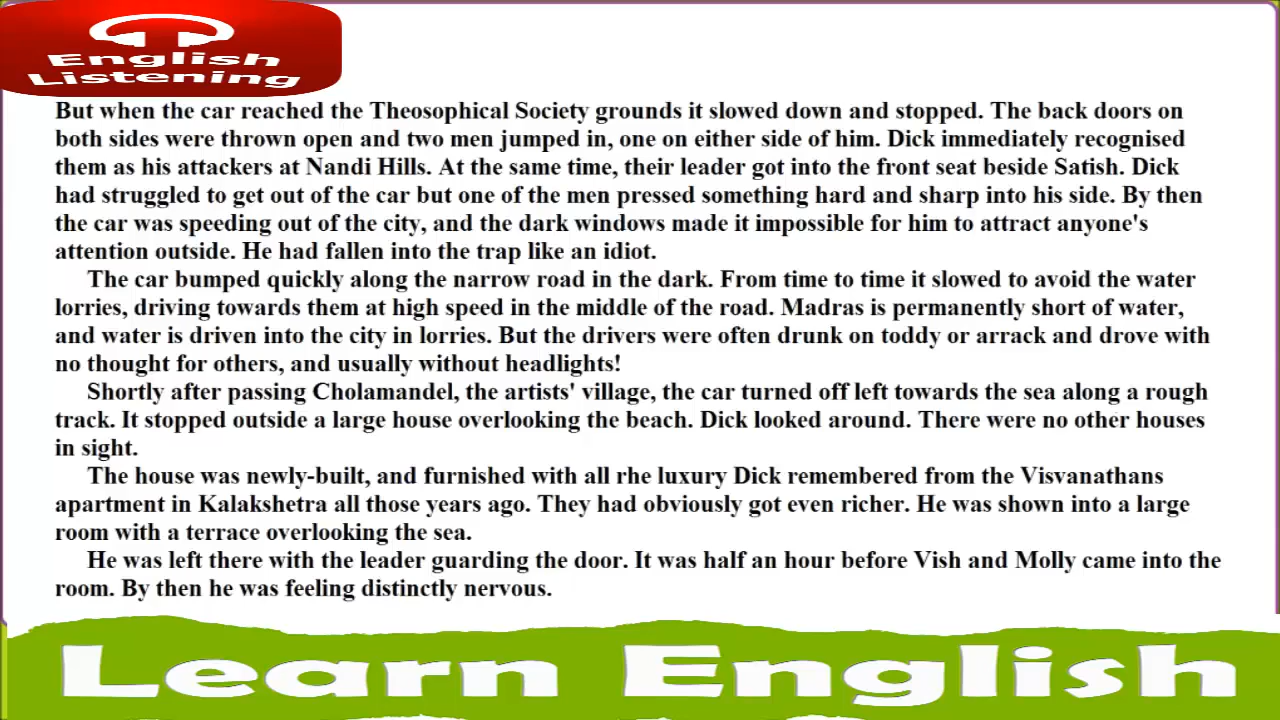 English
Listening
But when the car reached the Theosophical Society grounds it slowed down and stopped. The back doors on
both sides were thrown open and two men jumped in, one on either side of him. Dick immediately recognised
them as his attackers at Nandi Hills. At the same time, their leader got into the front seat beside Satish. Dick
had struggled to get out of the car but one of the men pressed something hard and sharp into his side. By then
the car was speeding out of the city, and the dark windows made it impossible for him to attract anyone's
attention outside. He had fallen into the trap like an idiot.
The car bumped quickly along the narrow road in the dark. From time to time it slowed to avoid the water
lorries, driving towards them at high speed in the middle of the road. Madras is permanently short of water,
and water is driven into the city in lorries. But the drivers were often drunk on toddy or arrack and drove with
no thought for others, and usually without headlights!
Shortly after passing Cholamandel, the artists' village, the car turned off left towards the sea along a rough
track. It stopped outside a large house overlooking the beach. Dick looked around. There were no other houses
in sight.
The house was newly-built, and furnished with all rhe luxury Dick remembered from the Visvanathans
apartment in Kalakshetra all those years ago. They had obviously got even richer. He was shown into a large
room with a terrace overlooking the sea.
He was left there with the leader guarding the door. It was half an hour before Vish and Molly came into the
room. By then he was feeling distinctly nervous.
Learn English